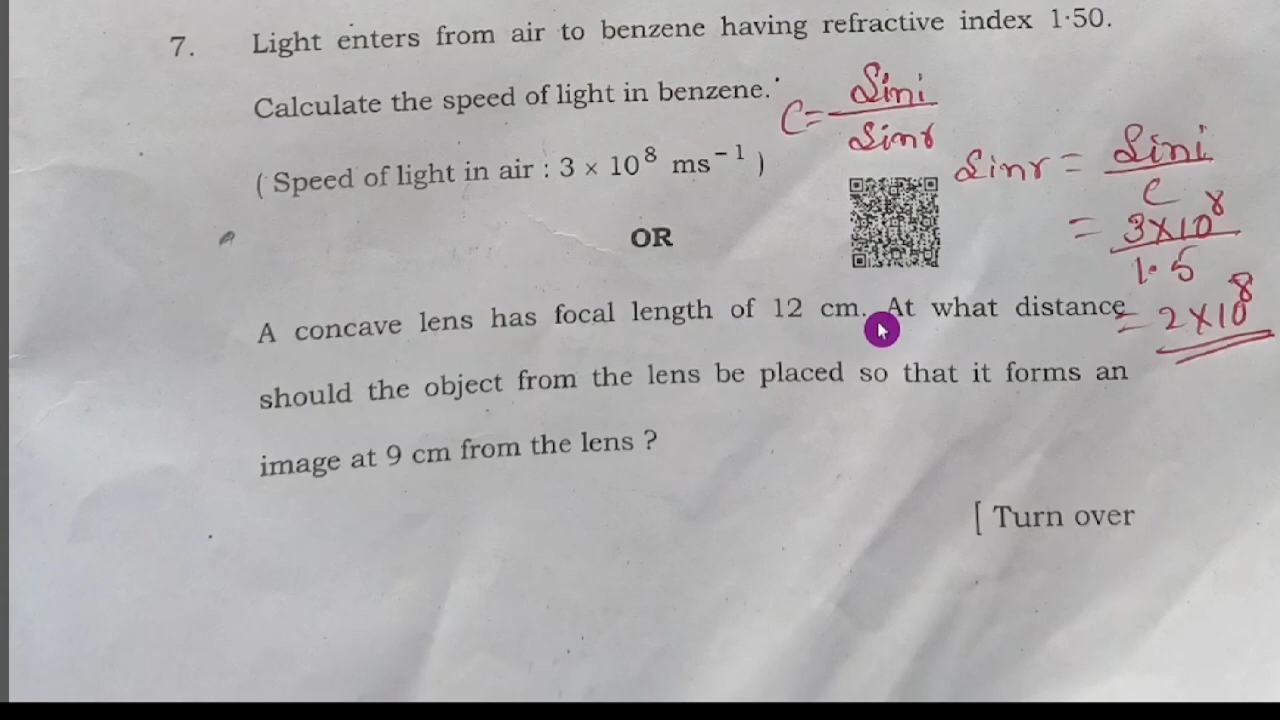 7. Light enters from air to benzene having refractive index 1·50.
Calculate the speed of light in benzene.
( Speed of light in air : 3 × 10⁸ ms⁻¹ )
C = Sini / Sinr
Sinr = Sini / C
= 3×10⁸ / 1.5
= 2×10⁸
OR
A concave lens has focal length of 12 cm. At what distance
should the object from the lens be placed so that it forms an
image at 9 cm from the lens ?
[ Turn over